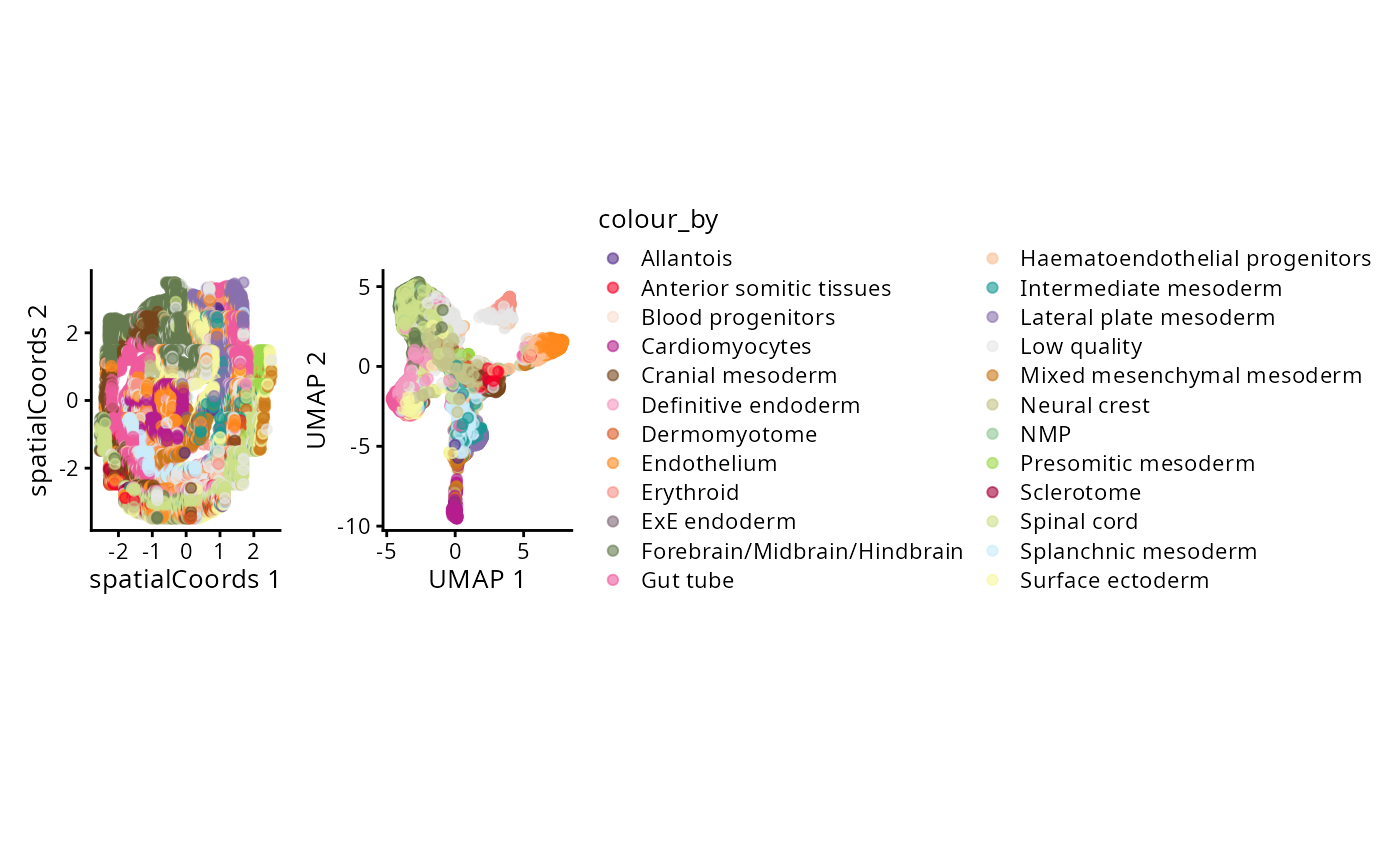 spatialCoords 2
2
0
-2
-2 -1 0 1 2
spatialCoords 1
UMAP 2
5
0
-5
-10
-5 0 5
UMAP 1
colour_by
Allantois
Anterior somitic tissues
Blood progenitors
Cardiomyocytes
Cranial mesoderm
Definitive endoderm
Dermomyotome
Endothelium
Erythroid
ExE endoderm
Forebrain/Midbrain/Hindbrain
Gut tube
Haematoendothelial progenitors
Intermediate mesoderm
Lateral plate mesoderm
Low quality
Mixed mesenchymal mesoderm
Neural crest
NMP
Presomitic mesoderm
Sclerotome
Spinal cord
Splanchnic mesoderm
Surface ectoderm